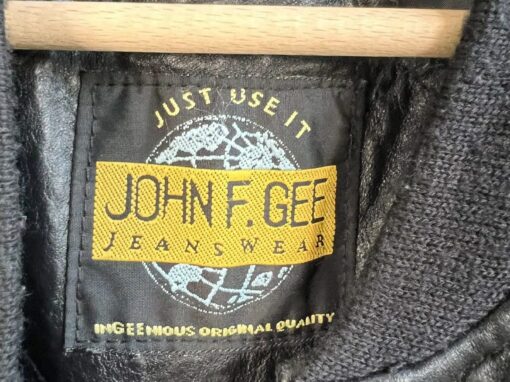 JUST USE IT
JOHN F. GEE
JEANSWEAR
INGEENIOUS ORIGINAL QUALITY